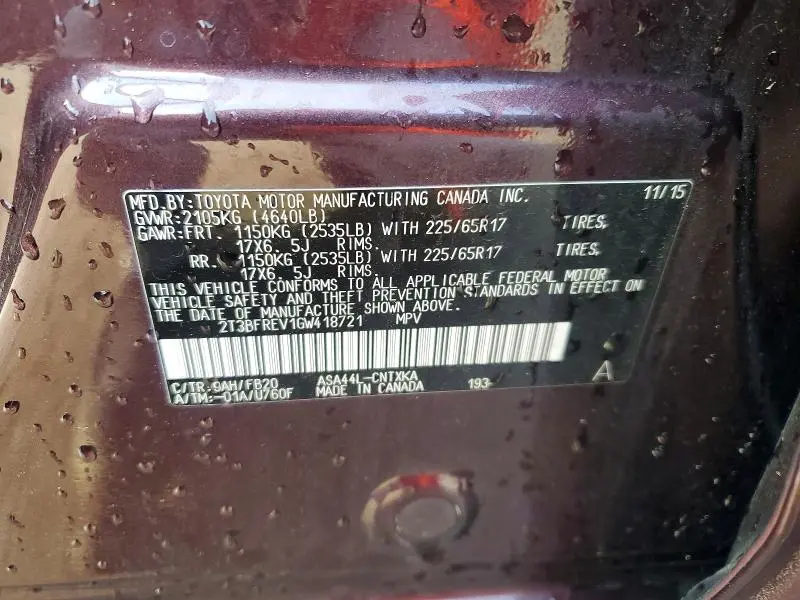 MFD.BY:TOYOTA MOTOR MANUFACTURING CANADA INC. 11/15
GVWR:2105KG (4640LB)
GAWR:FRT. 1150KG (2535LB) WITH 225/65R17 TIRES,
17X6.5J RIMS.
RR. 1150KG (2535LB) WITH 225/65R17 TIRES,
17X6.5J RIMS.
THIS VEHICLE CONFORMS TO ALL APPLICABLE FEDERAL MOTOR
VEHICLE SAFETY AND THEFT PREVENTION STANDARDS IN EFFECT ON
THE DATE OF MANUFACTURE SHOWN ABOVE.
2T3BFREV1GW418721 MPV
C/TR:9AH/FB20 ASA44L-CNTXKA 193- A
A/TM:-01A/U760F MADE IN CANADA